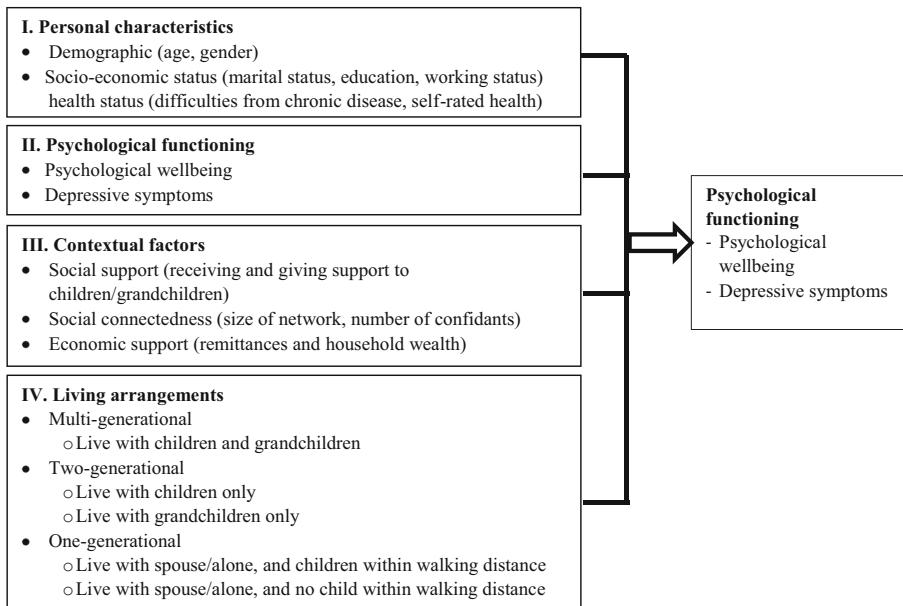 I. Personal characteristics
• Demographic (age, gender)
• Socio-economic status (marital status, education, working status)
health status (difficulties from chronic disease, self-rated health)
II. Psychological functioning
• Psychological wellbeing
• Depressive symptoms
III. Contextual factors
• Social support (receiving and giving support to
children/grandchildren)
• Social connectedness (size of network, number of confidants)
• Economic support (remittances and household wealth)
IV. Living arrangements
• Multi-generational
o Live with children and grandchildren
• Two-generational
o Live with children only
o Live with grandchildren only
• One-generational
o Live with spouse/alone, and children within walking distance
o Live with spouse/alone, and no child within walking distance
Psychological
functioning
- Psychological
wellbeing
- Depressive symptoms